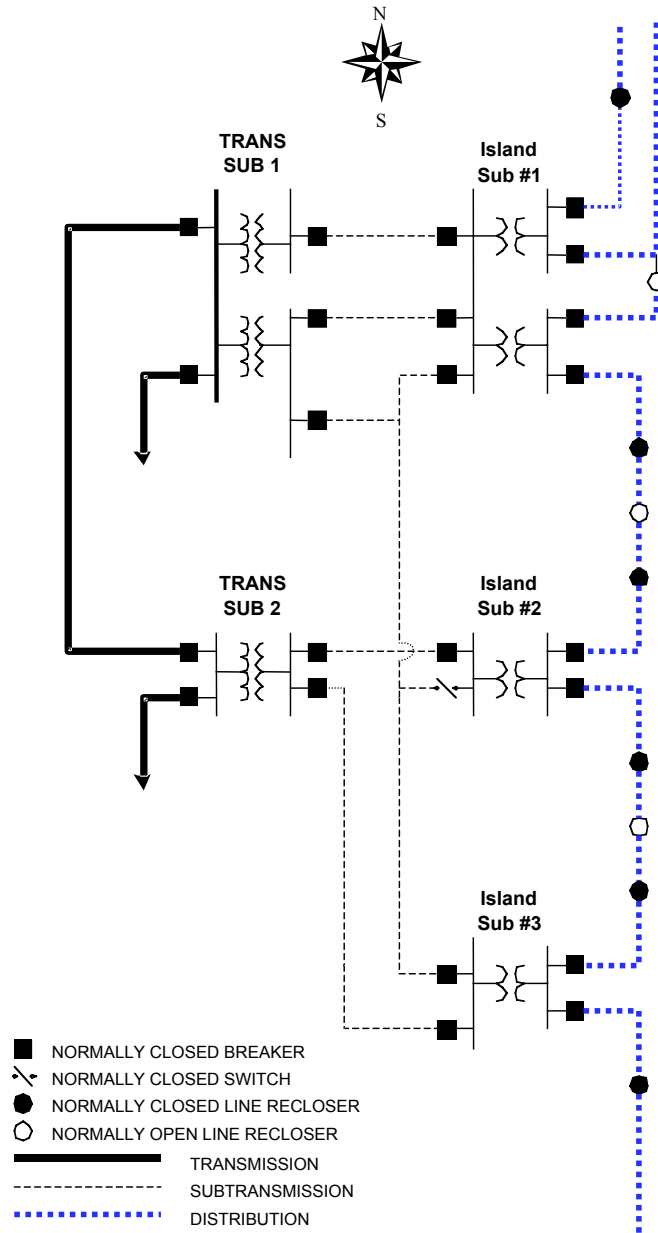 N
S
TRANS
SUB 1
Island
Sub #1
TRANS
SUB 2
Island
Sub #2
Island
Sub #3
NORMALLY CLOSED BREAKER
NORMALLY CLOSED SWITCH
NORMALLY CLOSED LINE RECLOSER
NORMALLY OPEN LINE RECLOSER
TRANSMISSION
SUBTRANSMISSION
DISTRIBUTION